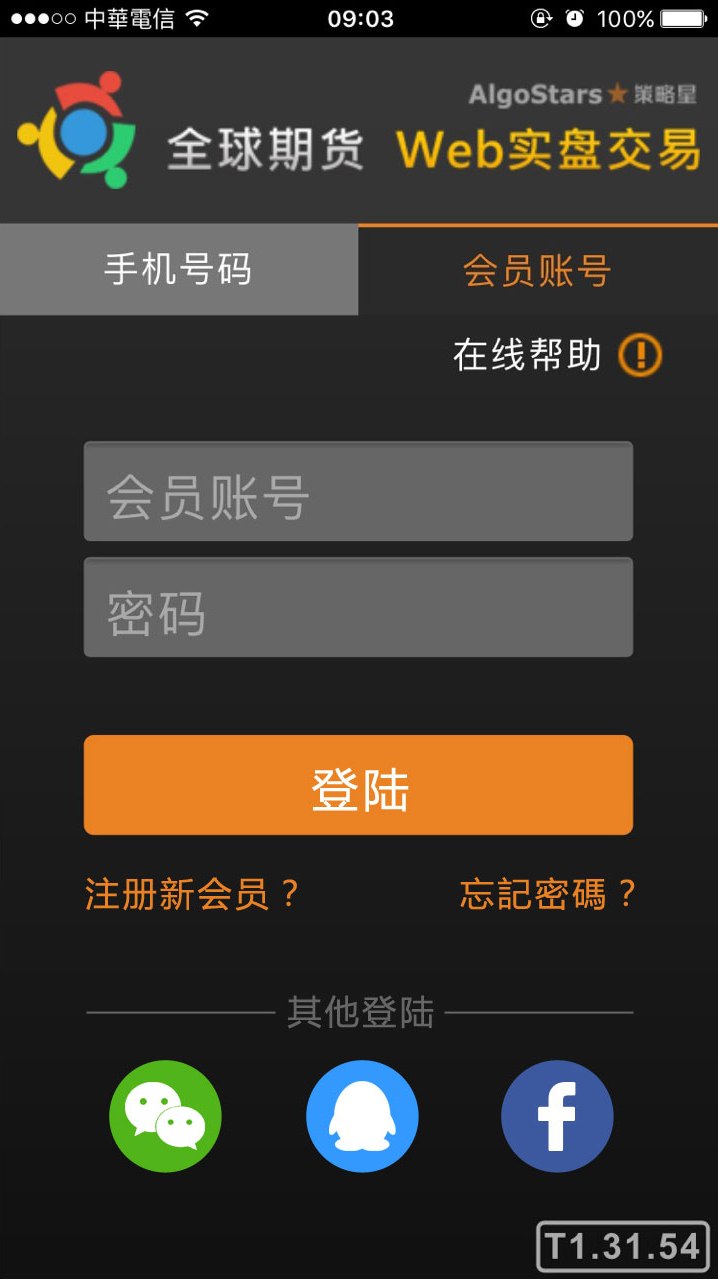 中華電信 09:03 100%
AlgoStars★策略星
全球期货 Web实盘交易
手机号码 会员账号
在线帮助
会员账号
密码
登陆
注册新会员？ 忘記密碼？
其他登陆
T1.31.54